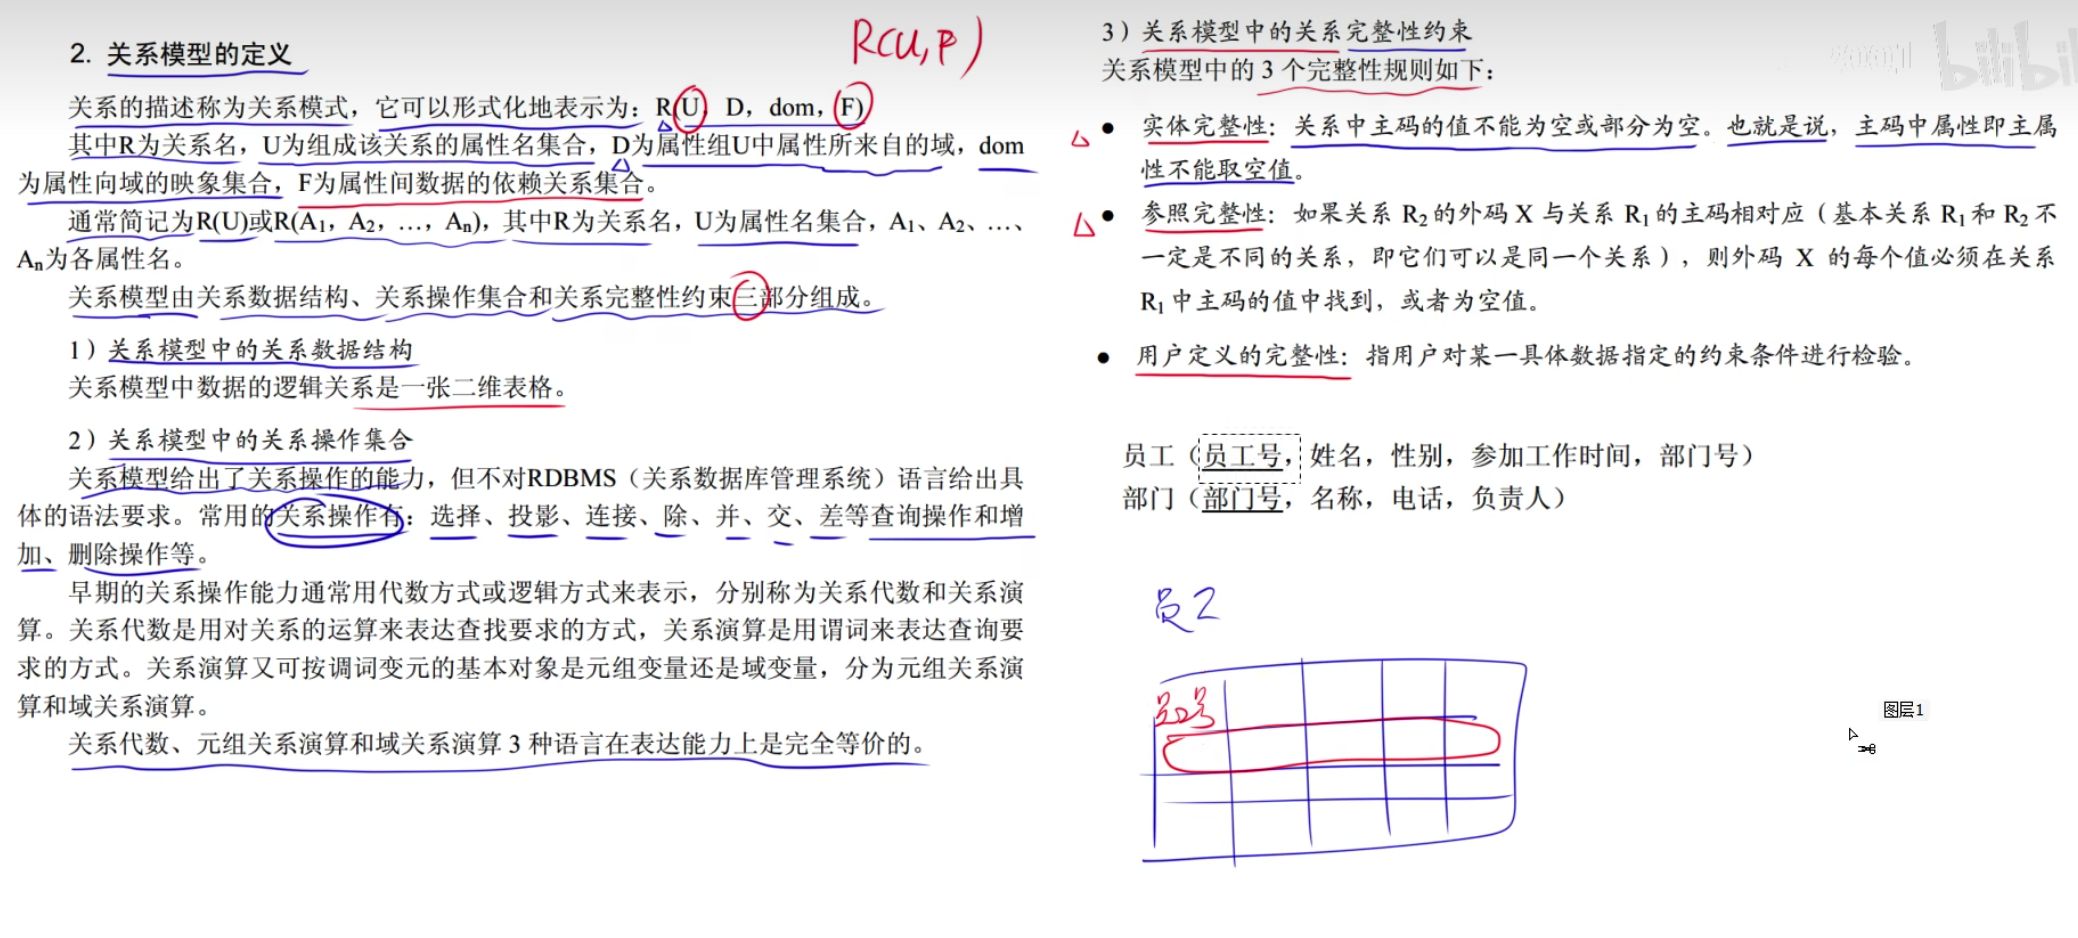 R(U, F)
2. 关系模型的定义
关系的描述称为关系模式，它可以形式化地表示为：R(U，D，dom，F)
其中R为关系名，U为组成该关系的属性名集合，D为属性组U中属性所来自的域，dom
为属性向域的映象集合，F为属性间数据的依赖关系集合。
通常简记为R(U)或R(A₁，A₂，…，Aₙ)，其中R为关系名，U为属性名集合，A₁、A₂、…、
Aₙ为各属性名。
关系模型由关系数据结构、关系操作集合和关系完整性约束三部分组成。
1）关系模型中的关系数据结构
关系模型中数据的逻辑关系是一张二维表格。
2）关系模型中的关系操作集合
关系模型给出了关系操作的能力，但不对RDBMS（关系数据库管理系统）语言给出具
体的语法要求。常用的关系操作有：选择、投影、连接、除、并、交、差等查询操作和增
加、删除操作等。
早期的关系操作能力通常用代数方式或逻辑方式来表示，分别称为关系代数和关系演
算。关系代数是用对关系的运算来表达查找要求的方式，关系演算是用谓词来表达查询要
求的方式。关系演算又可按调词变元的基本对象是元组变量还是域变量，分为元组关系演
算和域关系演算。
关系代数、元组关系演算和域关系演算 3 种语言在表达能力上是完全等价的。
3）关系模型中的关系完整性约束
bilibili
关系模型中的 3 个完整性规则如下：
● 实体完整性：关系中主码的值不能为空或部分为空。也就是说，主码中属性即主属
性不能取空值。
● 参照完整性：如果关系 R₂ 的外码 X 与关系 R₁ 的主码相对应（基本关系 R₁ 和 R₂ 不
一定是不同的关系，即它们可以是同一个关系），则外码 X 的每个值必须在关系
R₁ 中主码的值中找到，或者为空值。
● 用户定义的完整性：指用户对某一具体数据指定的约束条件进行检验。
员工（员工号，姓名，性别，参加工作时间，部门号）
部门（部门号，名称，电话，负责人）
员工
员工号
图层1